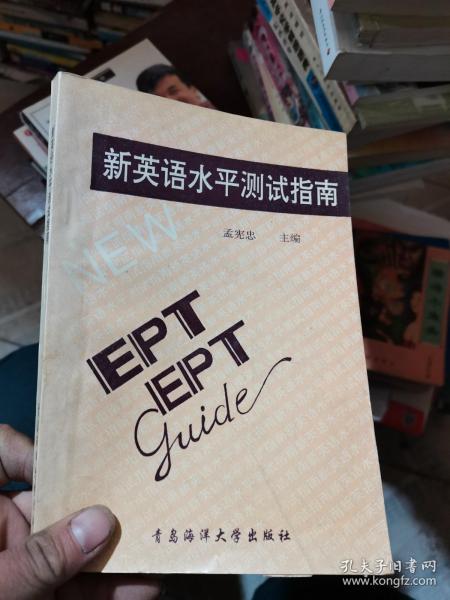 新英语水平测试指南
孟宪忠 主编
NEW
EPT
EPT
Guide
青岛海洋大学出版社
孔夫子旧书网
www.kongfz.com